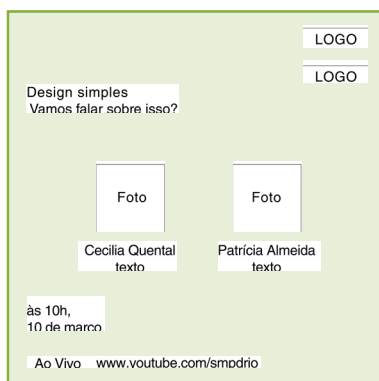 LOGO
LOGO
Design simples
Vamos falar sobre isso?
Foto Foto
Cecilia Quental Patrícia Almeida
texto texto
às 10h,
10 de março
Ao Vivo www.youtube.com/smpdrio